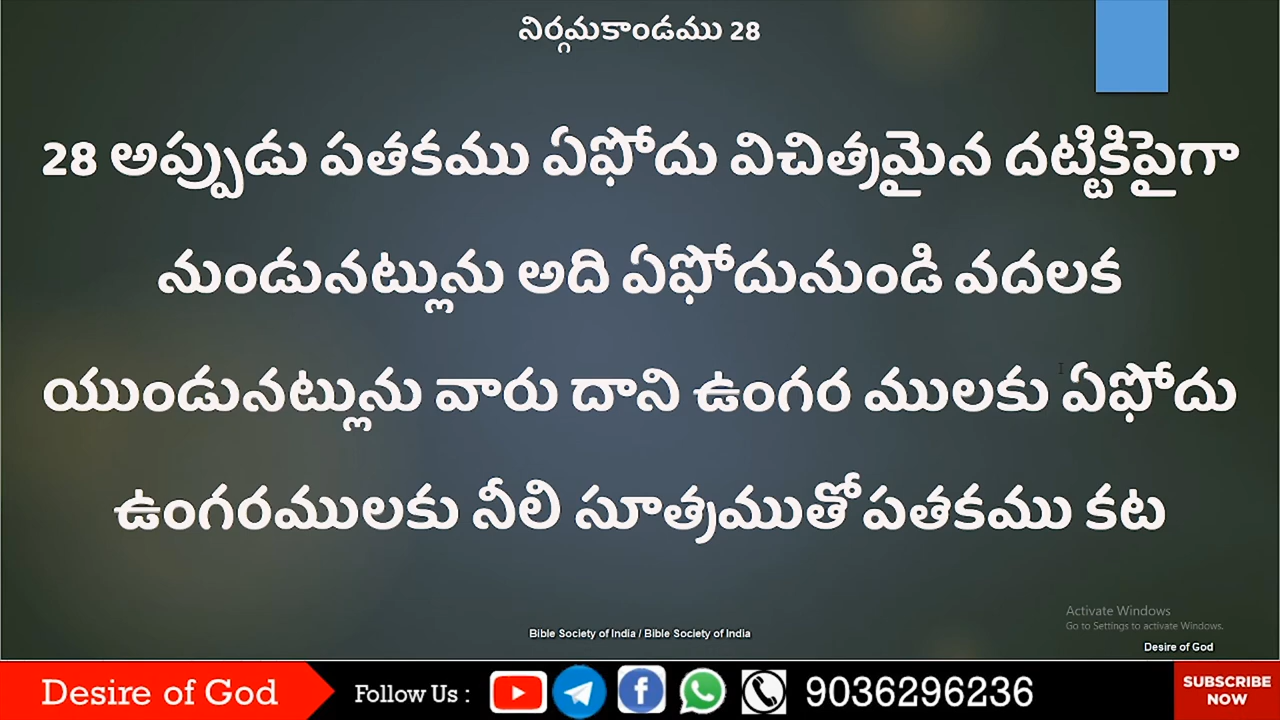 నిర్గమకాండము 28
28 అప్పుడు పతకము ఏఫోదు విచిత్రమైన దట్టికిపైగా
నుండునట్లును అది ఏఫోదునుండి వదలక
యుండునట్లును వారు దాని ఉంగర ములకు ఏఫోదు
ఉంగరములకు నీలి సూత్రముతో పతకము కట
Activate Windows
Go to Settings to activate Windows.
Bible Society of India / Bible Society of India
Desire of God
Desire of God
Follow Us :
9036296236
SUBSCRIBE
NOW